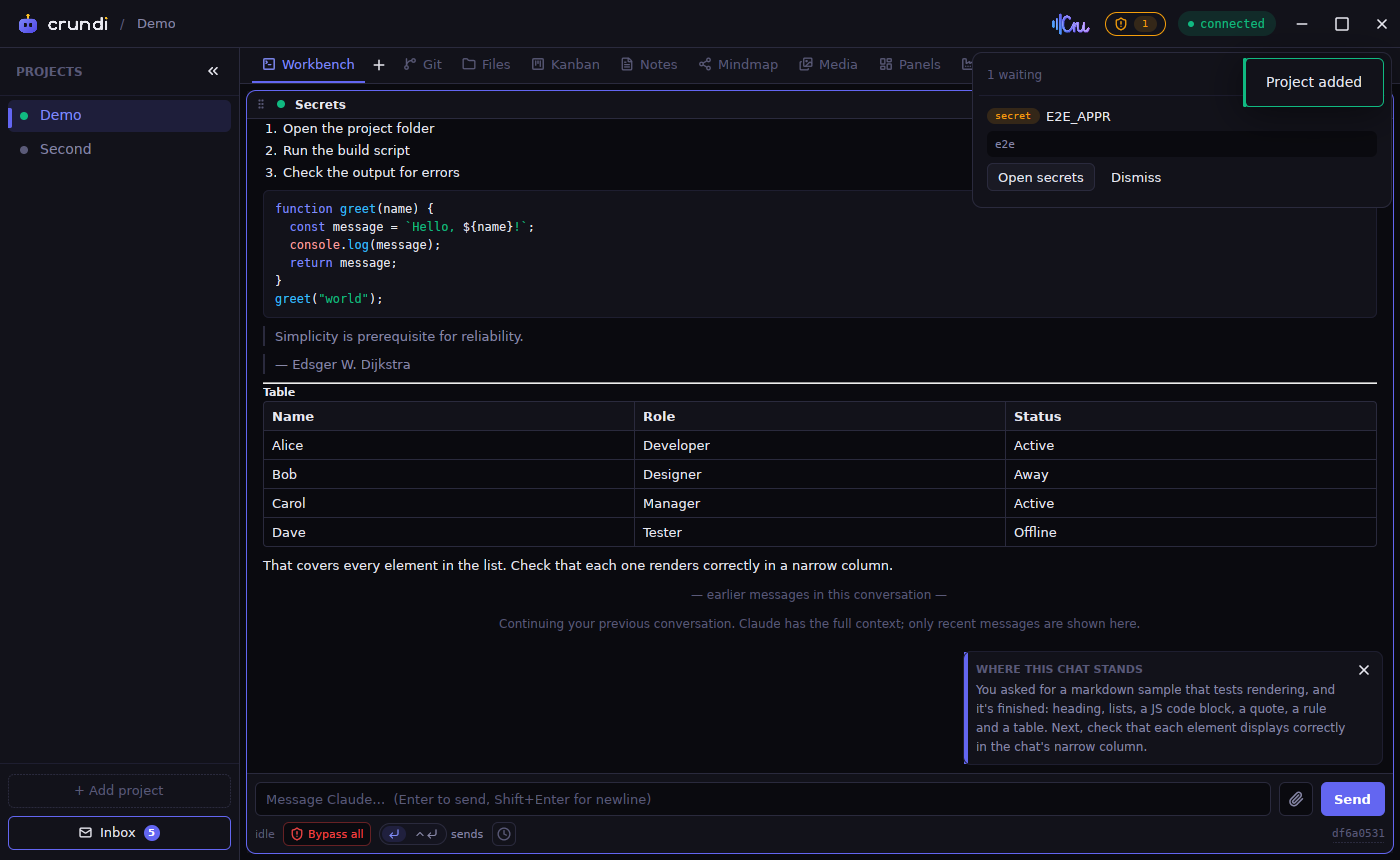 crundi / Demo
Cru
1
connected
PROJECTS
Demo
Second
+ Add project
Inbox 5
Workbench
Git
Files
Kanban
Notes
Mindmap
Media
Panels
1 waiting
Project added
secret E2E_APPR
e2e
Open secrets
Dismiss
Secrets
1. Open the project folder
2. Run the build script
3. Check the output for errors
function greet(name) {
  const message = `Hello, ${name}!`;
  console.log(message);
  return message;
}
greet("world");
Simplicity is prerequisite for reliability.
— Edsger W. Dijkstra
Table
Name Role Status
Alice Developer Active
Bob Designer Away
Carol Manager Active
Dave Tester Offline
That covers every element in the list. Check that each one renders correctly in a narrow column.
— earlier messages in this conversation —
Continuing your previous conversation. Claude has the full context; only recent messages are shown here.
WHERE THIS CHAT STANDS
You asked for a markdown sample that tests rendering, and
it's finished: heading, lists, a JS code block, a quote, a rule
and a table. Next, check that each element displays correctly
in the chat's narrow column.
Message Claude... (Enter to send, Shift+Enter for newline)
Send
idle
Bypass all
sends
df6a0531